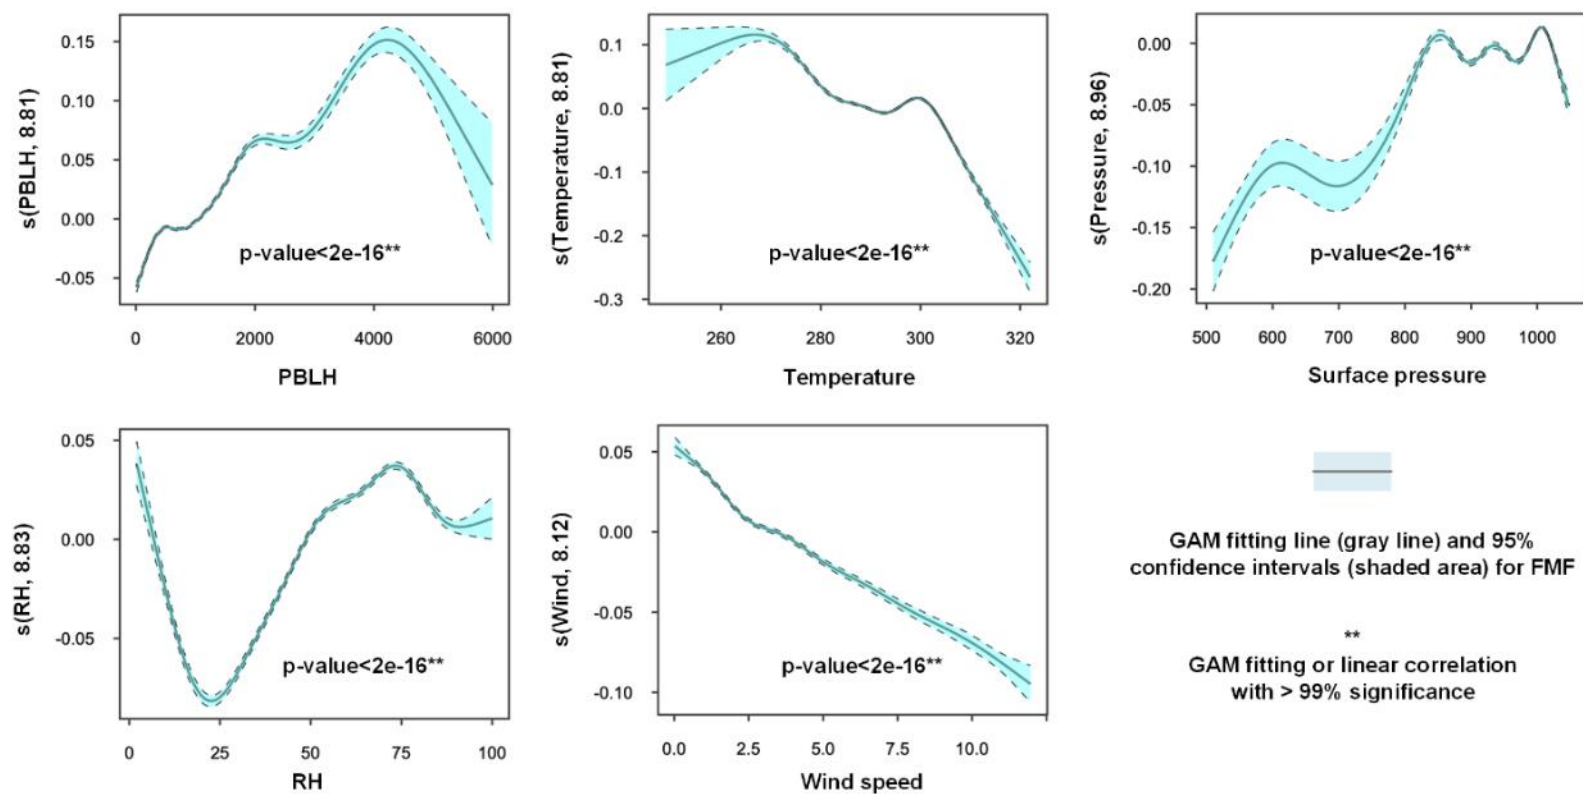 s(PBLH, 8.81)
0.15
0.10
0.05
0.00
-0.05
p-value<2e-16**
0 2000 4000 6000
PBLH
s(Temperature, 8.81)
0.1
0.0
-0.1
-0.2
-0.3
p-value<2e-16**
260 280 300 320
Temperature
s(Pressure, 8.96)
0.00
-0.05
-0.10
-0.15
-0.20
p-value<2e-16**
500 600 700 800 900 1000
Surface pressure
s(RH, 8.83)
0.05
0.00
-0.05
p-value<2e-16**
0 25 50 75 100
RH
s(Wind, 8.12)
0.05
0.00
-0.05
-0.10
p-value<2e-16**
0.0 2.5 5.0 7.5 10.0
Wind speed
GAM fitting line (gray line) and 95%
confidence intervals (shaded area) for FMF
**
GAM fitting or linear correlation
with > 99% significance